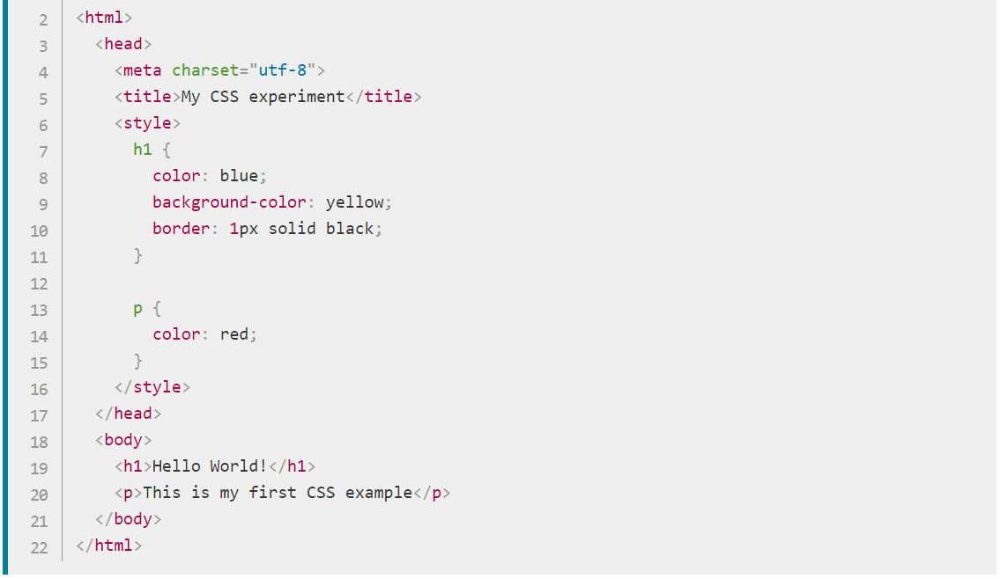 2 <html>
3   <head>
4     <meta charset="utf-8">
5     <title>My CSS experiment</title>
6     <style>
7       h1 {
8         color: blue;
9         background-color: yellow;
10         border: 1px solid black;
11       }
12
13       p {
14         color: red;
15       }
16     </style>
17   </head>
18   <body>
19     <h1>Hello World!</h1>
20     <p>This is my first CSS example</p>
21   </body>
22 </html>